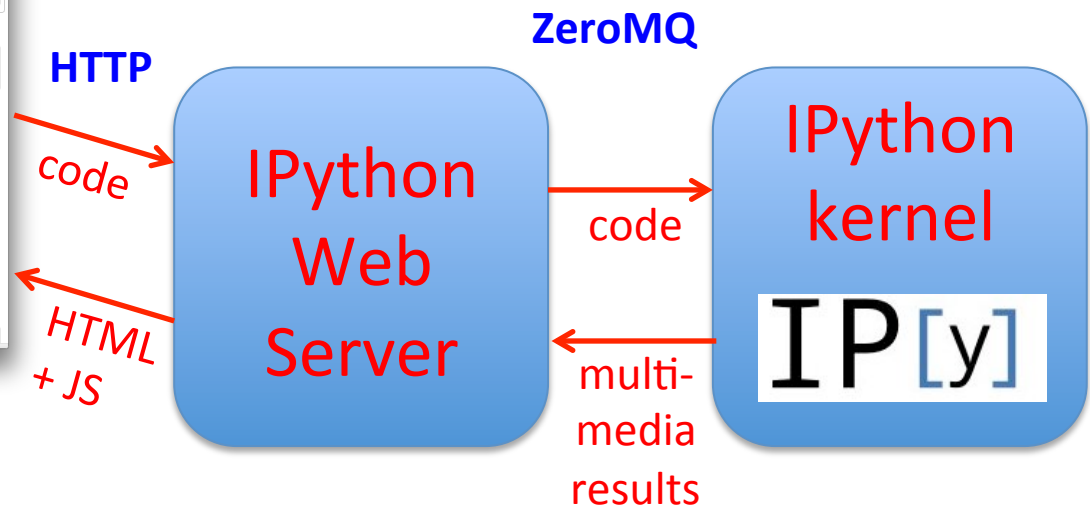 ZeroMQ
HTTP
code
HTML
+ JS
IPython
Web
Server
code
multi-
media
results
IPython
kernel
IP[y]